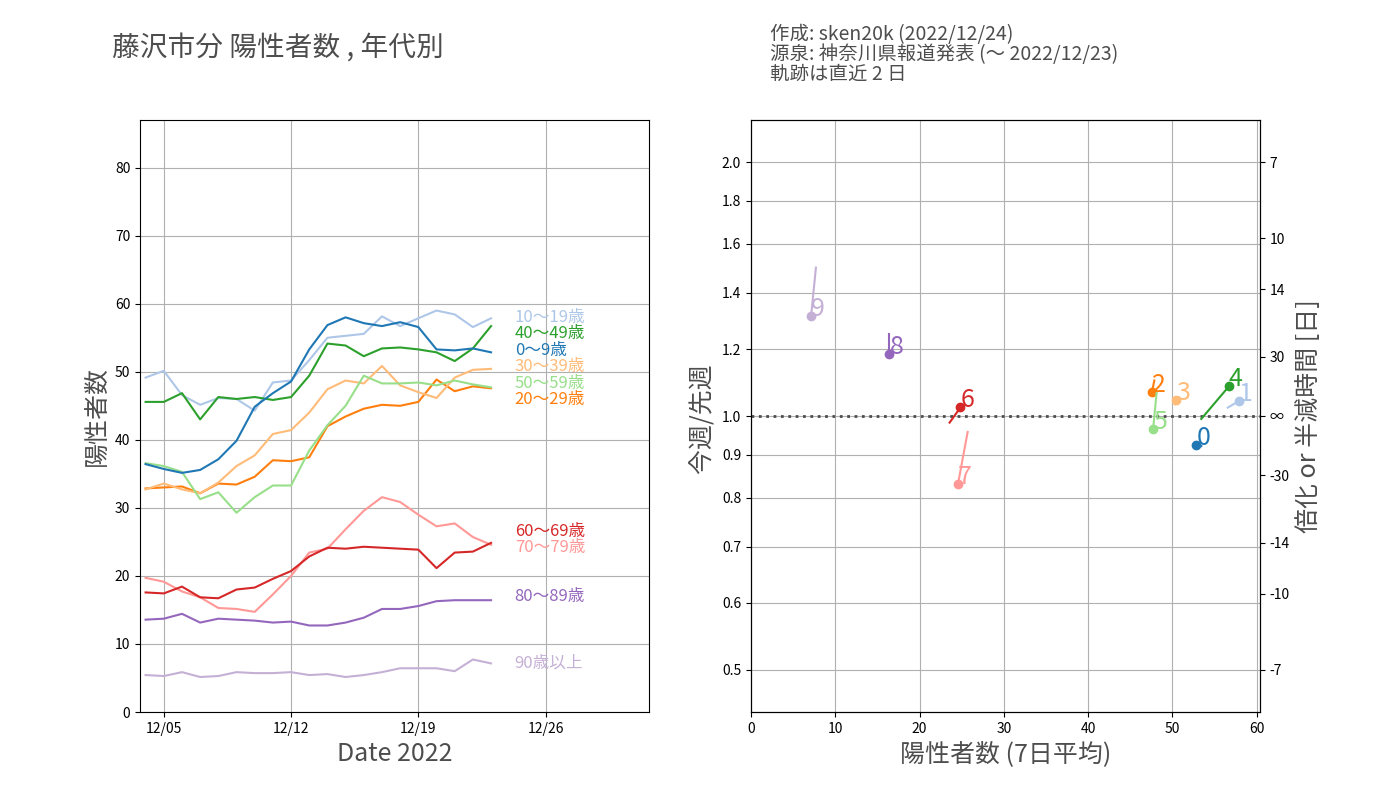 藤沢市分 陽性者数 , 年代別
作成: sken20k (2022/12/24)
源泉: 神奈川県報道発表 (〜 2022/12/23)
軌跡は直近 2 日
陽性者数
80
70
60
50
40
30
20
10
0
12/05
12/12
12/19
12/26
Date 2022
10〜19歳
40〜49歳
0〜9歳
30〜39歳
50〜59歳
20〜29歳
60〜69歳
70〜79歳
80〜89歳
90歳以上
今週/先週
2.0
1.8
1.6
1.4
1.2
1.0
0.9
0.8
0.7
0.6
0.5
0
10
20
30
40
50
60
陽性者数 (7日平均)
9
8
6
7
2
3
5
4
1
0
7
10
14
30
∞
-30
-14
-10
-7
倍化 or 半減時間 [日]